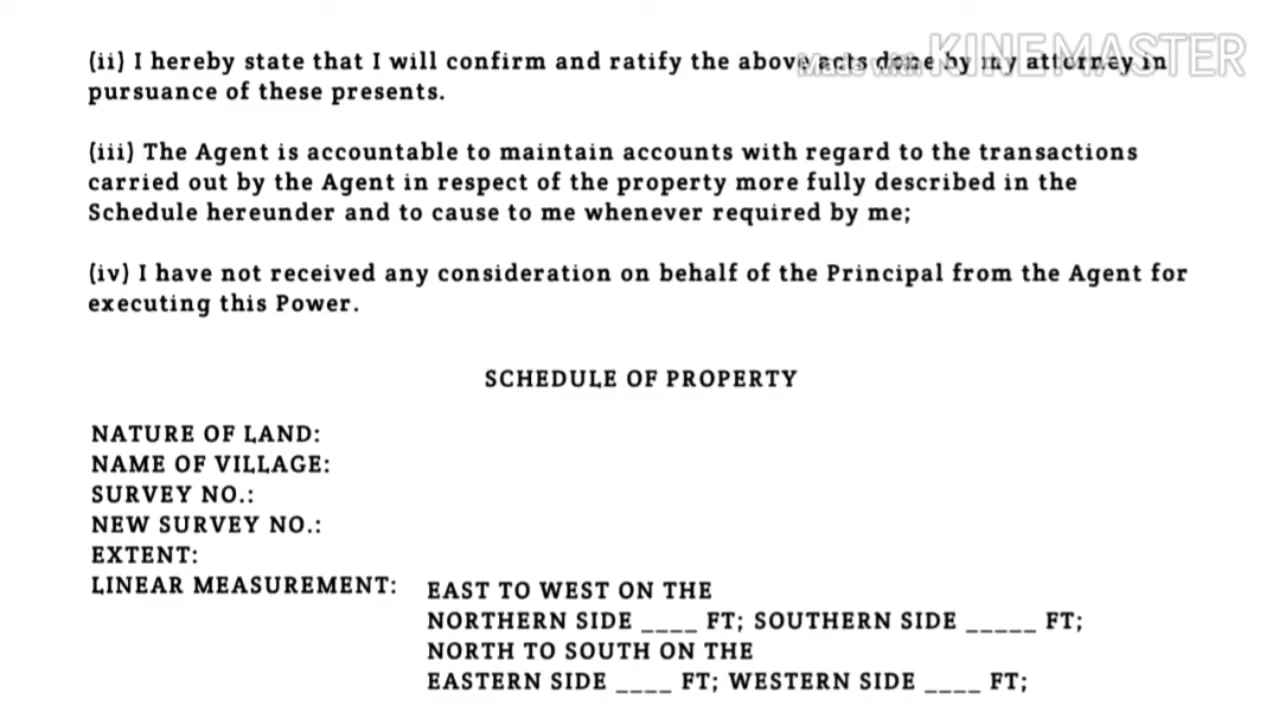 Made with KINEMASTER
(ii) I hereby state that I will confirm and ratify the above acts done by my attorney in
pursuance of these presents.
(iii) The Agent is accountable to maintain accounts with regard to the transactions
carried out by the Agent in respect of the property more fully described in the
Schedule hereunder and to cause to me whenever required by me;
(iv) I have not received any consideration on behalf of the Principal from the Agent for
executing this Power.
SCHEDULE OF PROPERTY
NATURE OF LAND:
NAME OF VILLAGE:
SURVEY NO.:
NEW SURVEY NO.:
EXTENT:
LINEAR MEASUREMENT: EAST TO WEST ON THE
NORTHERN SIDE ____ FT; SOUTHERN SIDE _____ FT;
NORTH TO SOUTH ON THE
EASTERN SIDE ____ FT; WESTERN SIDE ____ FT;